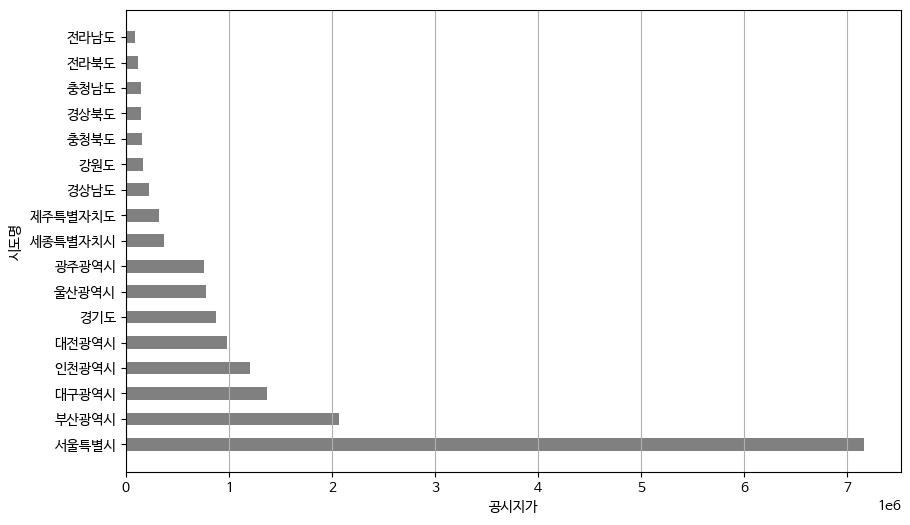 전라남도
전라북도
충청남도
경상북도
충청북도
강원도
경상남도
제주특별자치도
세종특별자치시
광주광역시
울산광역시
경기도
대전광역시
인천광역시
대구광역시
부산광역시
서울특별시
시도명
0 1 2 3 4 5 6 7
1e6
공시지가